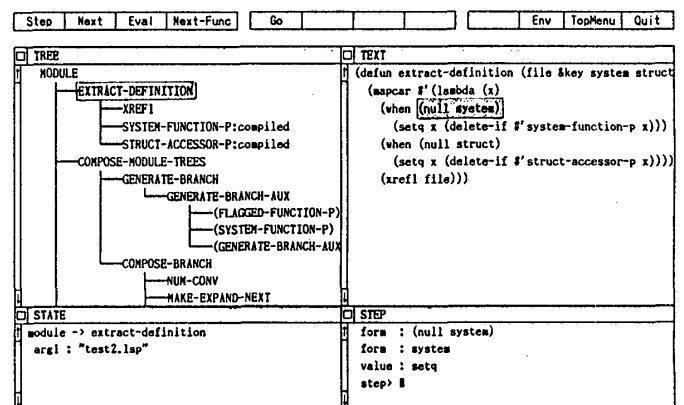 Step Next Eval Next-Func Go Env TopMenu Quit
TREE
MODULE
EXTRACT-DEFINITION
XREF1
SYSTEM-FUNCTION-P:compiled
STRUCT-ACCESSOR-P:compiled
COMPOSE-MODULE-TREES
GENERATE-BRANCH
GENERATE-BRANCH-AUX
(FLAGGED-FUNCTION-P)
(SYSTEM-FUNCTION-P)
(GENERATE-BRANCH-AUX
COMPOSE-BRANCH
NUM-CONV
MAKE-EXPAND-NEXT
TEXT
(defun extract-definition (file &key system struct
(mapcar #'(lambda (x)
(when (null system)
(setq x (delete-if #'system-function-p x)))
(when (null struct)
(setq x (delete-if #'struct-accessor-p x))))
(xref1 file)))
STATE
module -> extract-definition
arg1 : "test2.lsp"
STEP
form : (null system)
form : system
value : setq
step>